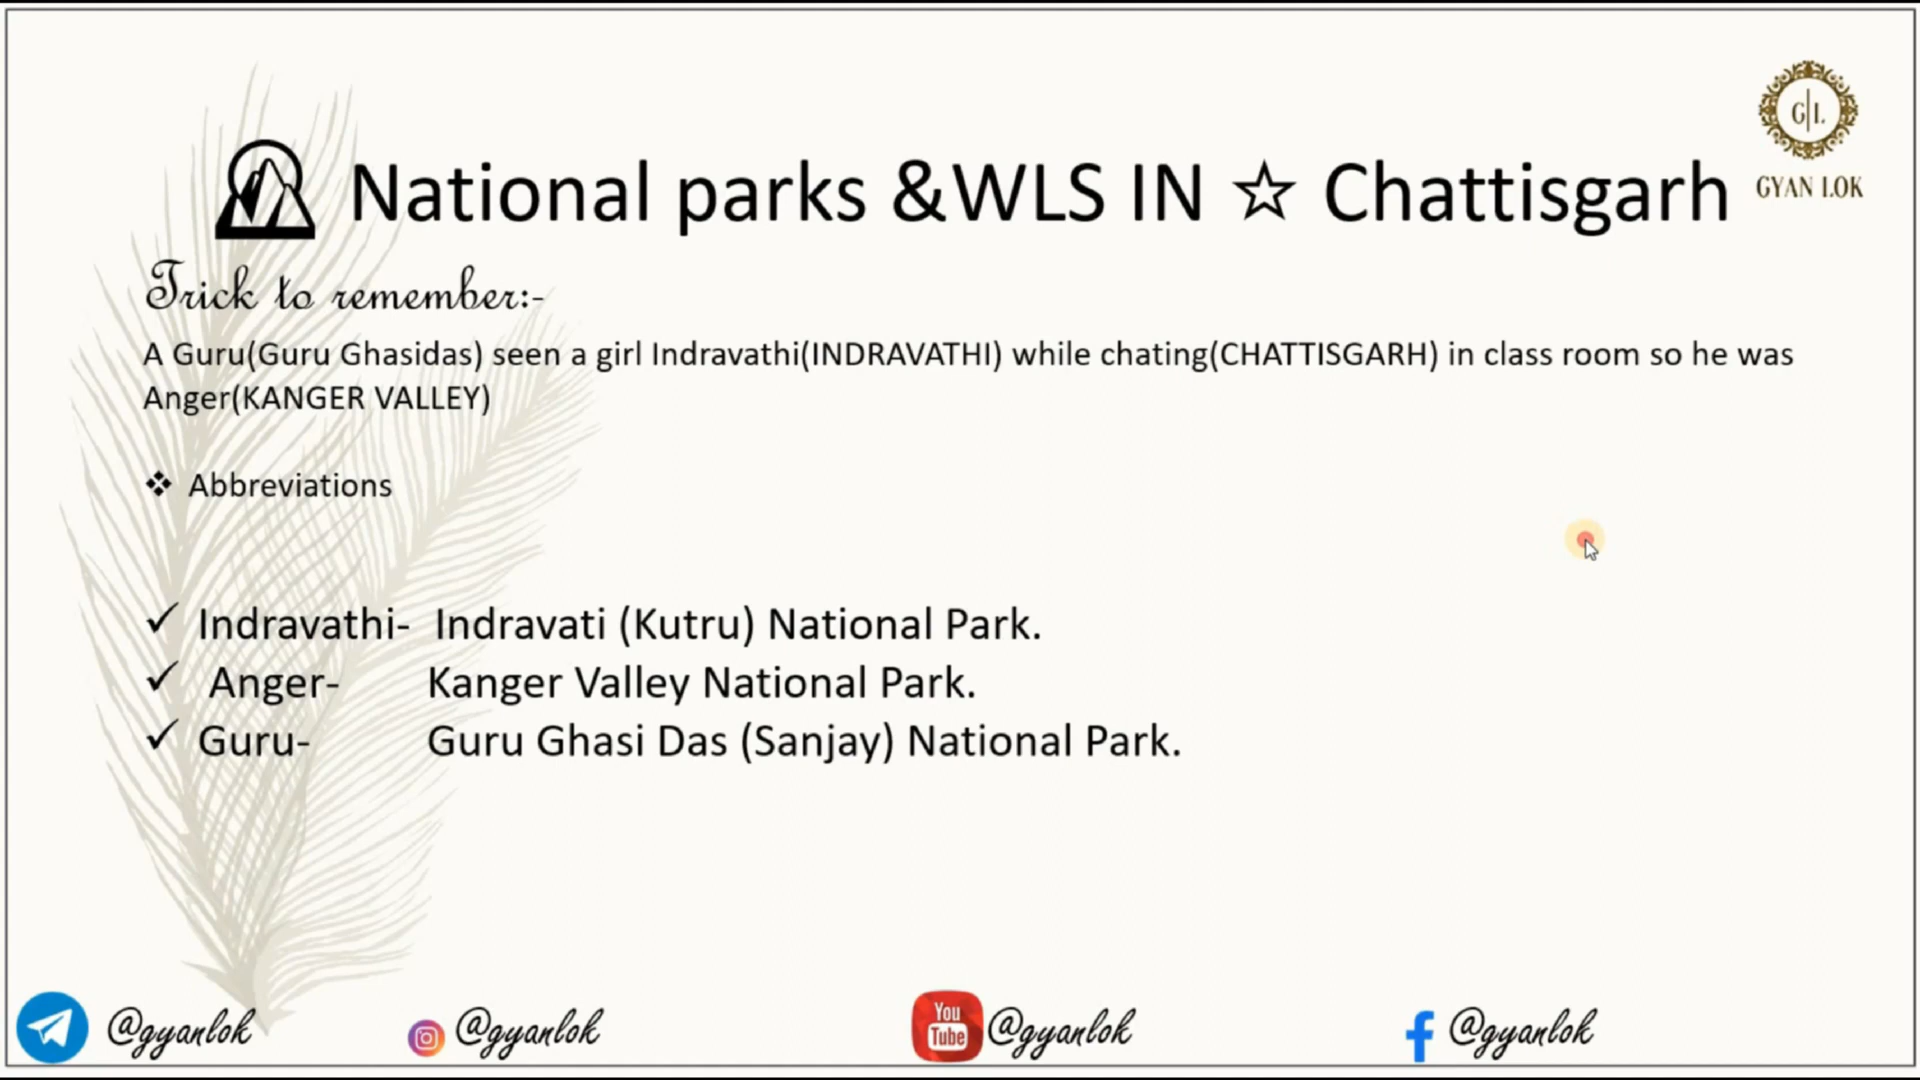 G|L
GYAN LOK
National parks &WLS IN ☆ Chattisgarh
Trick to remember:-
A Guru(Guru Ghasidas) seen a girl Indravathi(INDRAVATHI) while chating(CHATTISGARH) in class room so he was
Anger(KANGER VALLEY)
❖ Abbreviations
✓ Indravathi- Indravati (Kutru) National Park.
✓ Anger- Kanger Valley National Park.
✓ Guru- Guru Ghasi Das (Sanjay) National Park.
@gyanlok @gyanlok You Tube @gyanlok @gyanlok